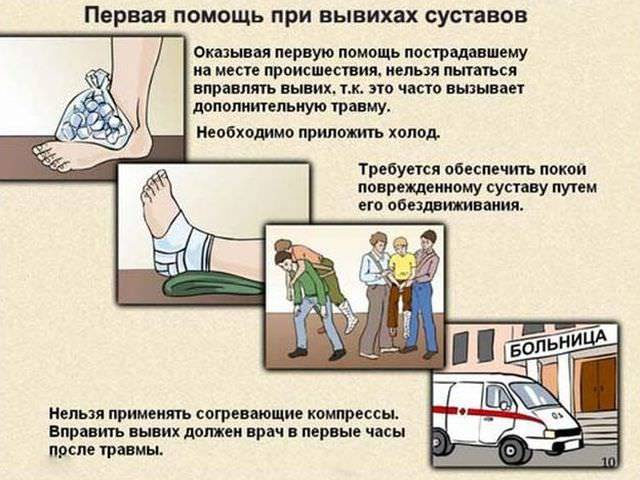 Первая помощь при вывихах суставов
Оказывая первую помощь пострадавшему
на месте происшествия, нельзя пытаться
вправлять вывих, т.к. это часто вызывает
дополнительную травму.
Необходимо приложить холод.
Требуется обеспечить покой
поврежденному суставу путем
его обездвиживания.
БОЛЬНИЦА
Нельзя применять согревающие компрессы.
Вправить вывих должен врач в первые часы
после травмы.
10